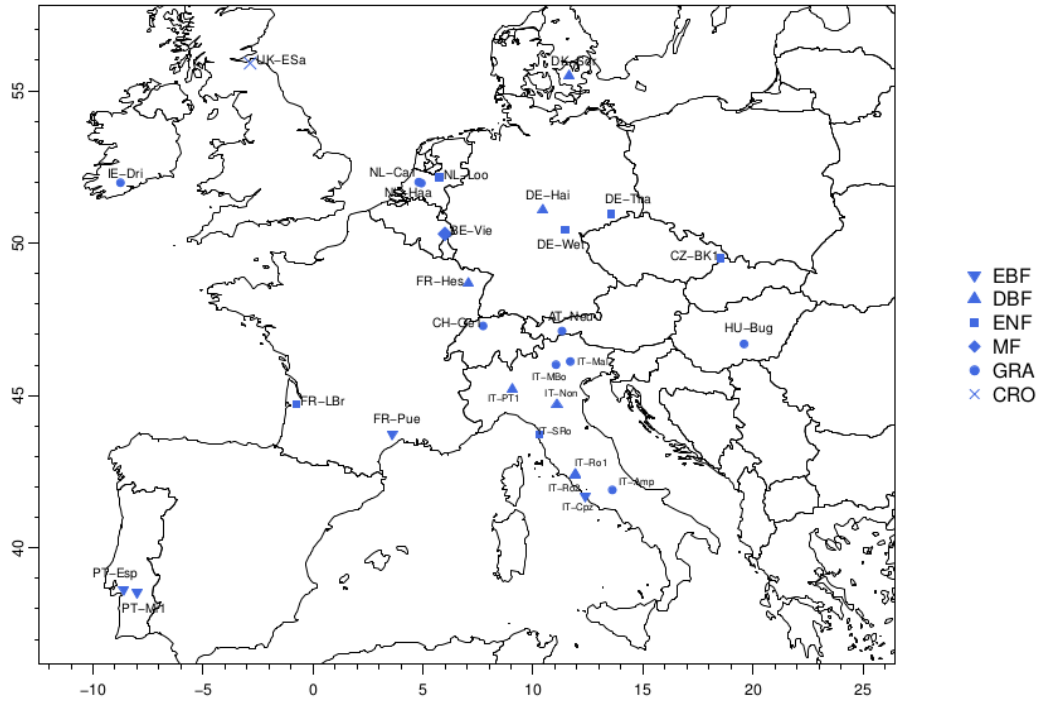 UK−ESa
DK−Sor
55
IE−Dri
NL−Ca1
NL−Loo
NL−Haa
DE−Hai
DE−Tha
50
BE−Vie
DE−Wet
CZ−BK1
FR−Hes
EBF
DBF
ENF
MF
GRA
CRO
CH−Oe1
AT−Neu
HU−Bug
IT−Mal
IT−MBo
45
FR−LBr
IT−PT1
IT−Non
FR−Pue
IT−SRo
IT−Ro1
IT−Ro2
IT−Amp
IT−Cpz
40
PT−Esp
PT−Mi1
−10
−5
0
5
10
15
20
25